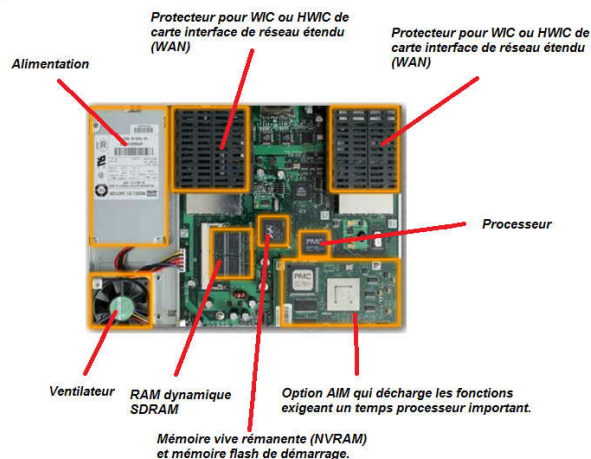 Protecteur pour WIC ou HWIC de
carte interface de réseau étendu
(WAN)
Protecteur pour WIC ou HWIC de
carte interface de réseau étendu
(WAN)
Alimentation
Processeur
PMC
PMC
Ventilateur
RAM dynamique
SDRAM
Option AIM qui décharge les fonctions
exigeant un temps processeur important.
Mémoire vive rémanente (NVRAM)
et mémoire flash de démarrage.